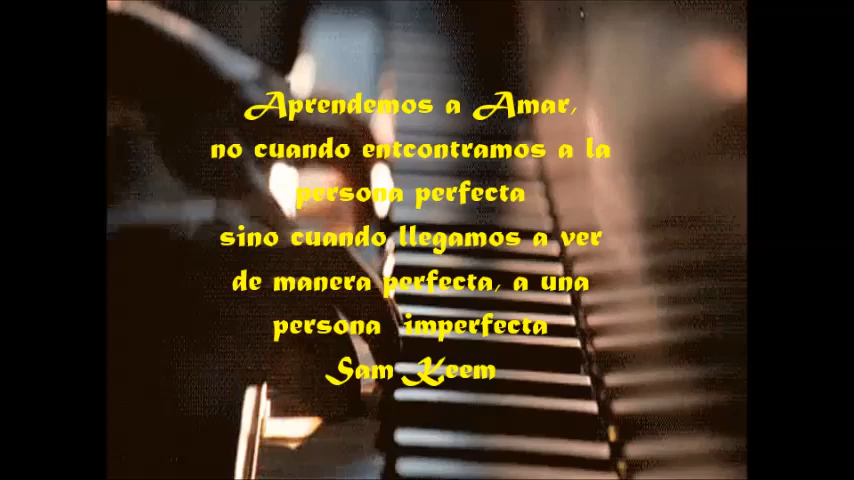 Aprendemos a Amar,
no cuando entcontramos a la
persona perfecta
sino cuando llegamos a ver
de manera perfecta, a una
persona imperfecta
Sam Keem